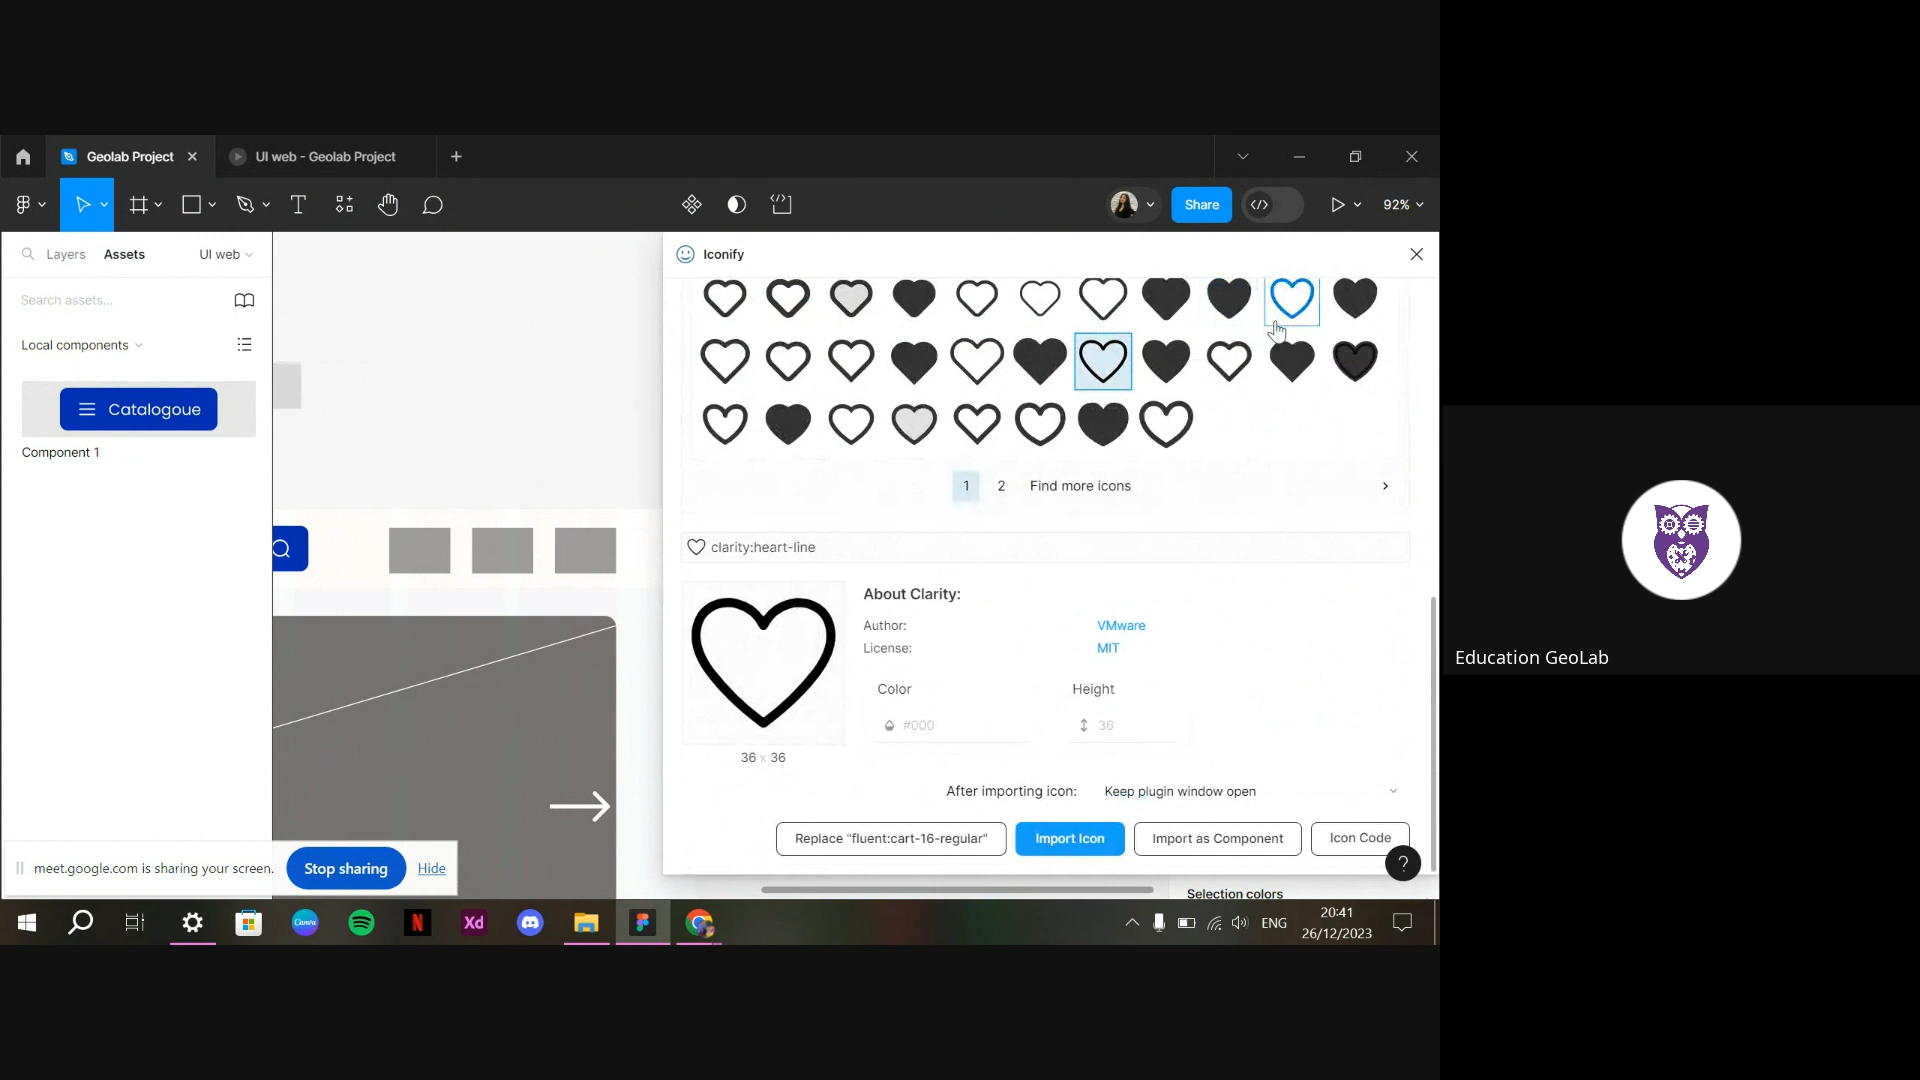 Geolab Project
UI web - Geolab Project
Share
92%
Layers
Assets
UI web
Search assets...
Local components
Catalogoue
Component 1
Iconify
1
2
Find more icons
clarity:heart-line
About Clarity:
Author:
VMware
License:
MIT
Color
Height
#000
36
36 x 36
After importing icon:
Keep plugin window open
Replace "fluent:cart-16-regular"
Import Icon
Import as Component
Icon Code
?
Selection colors
meet.google.com is sharing your screen.
Stop sharing
Hide
Canva
N
Xd
ENG
20:41
26/12/2023
Education GeoLab